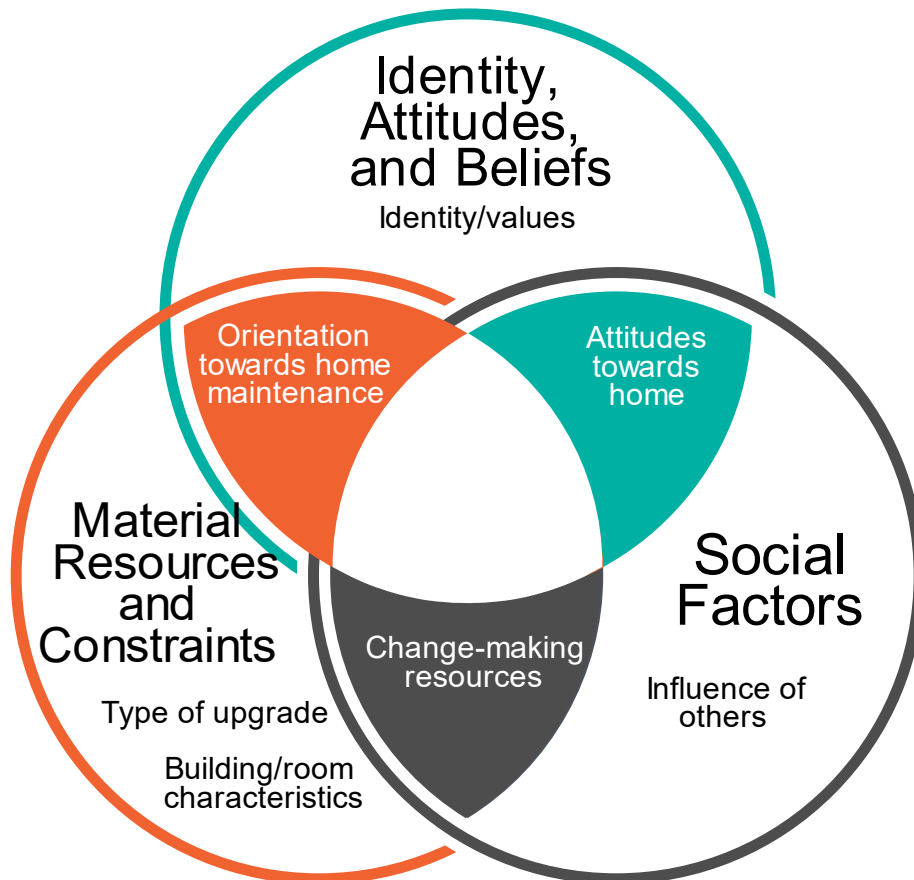 Identity,
Attitudes,
and Beliefs
Identity/values
Orientation
towards home
maintenance
Attitudes
towards
home
Material
Resources
and
Constraints
Type of upgrade
Building/room
characteristics
Change-making
resources
Social
Factors
Influence of
others